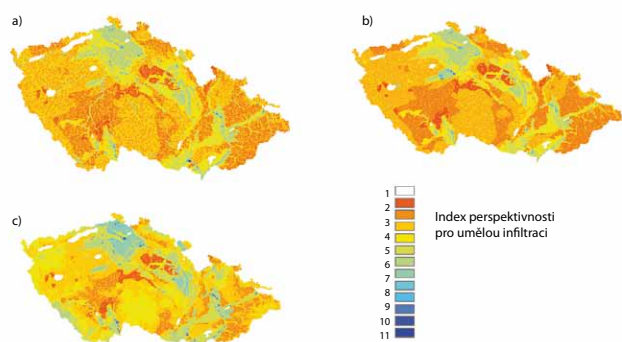 a)
b)
c)
1
2
3
4
5
6
7
8
9
10
11
Index perspektivnosti
pro umělou infiltraci